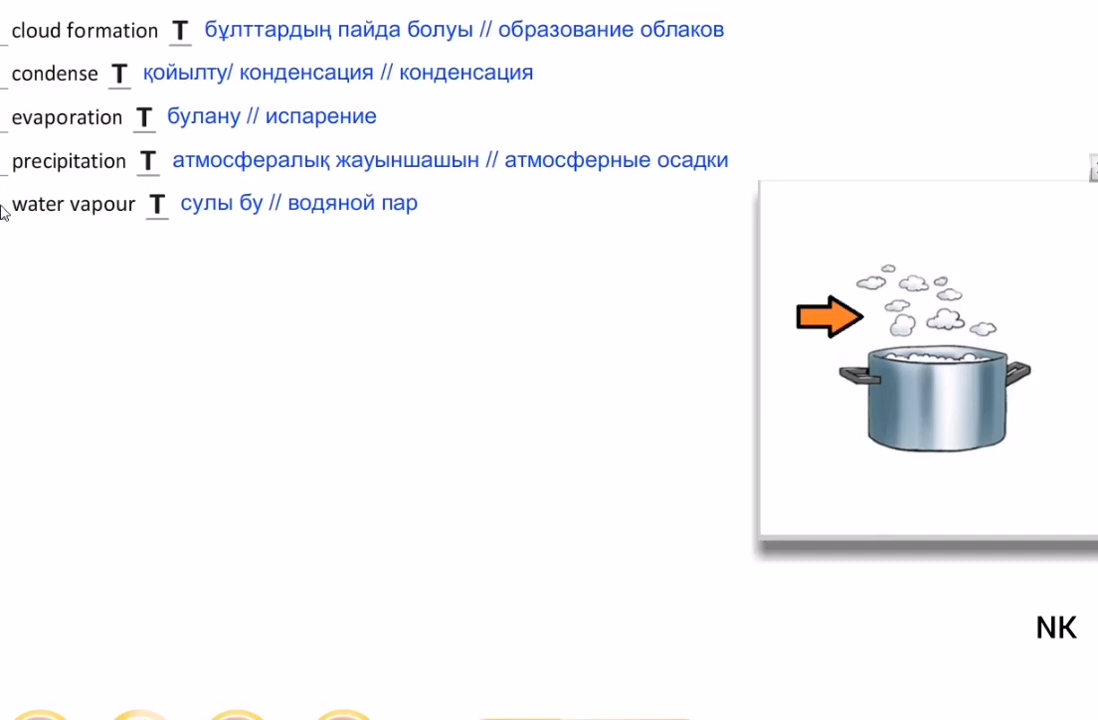 cloud formation T бұлттардың пайда болуы // образование облаков
condense T қойылту/ конденсация // конденсация
evaporation T булану // испарение
precipitation T атмосфералық жауыншашын // атмосферные осадки
water vapour T сулы бу // водяной пар
NK